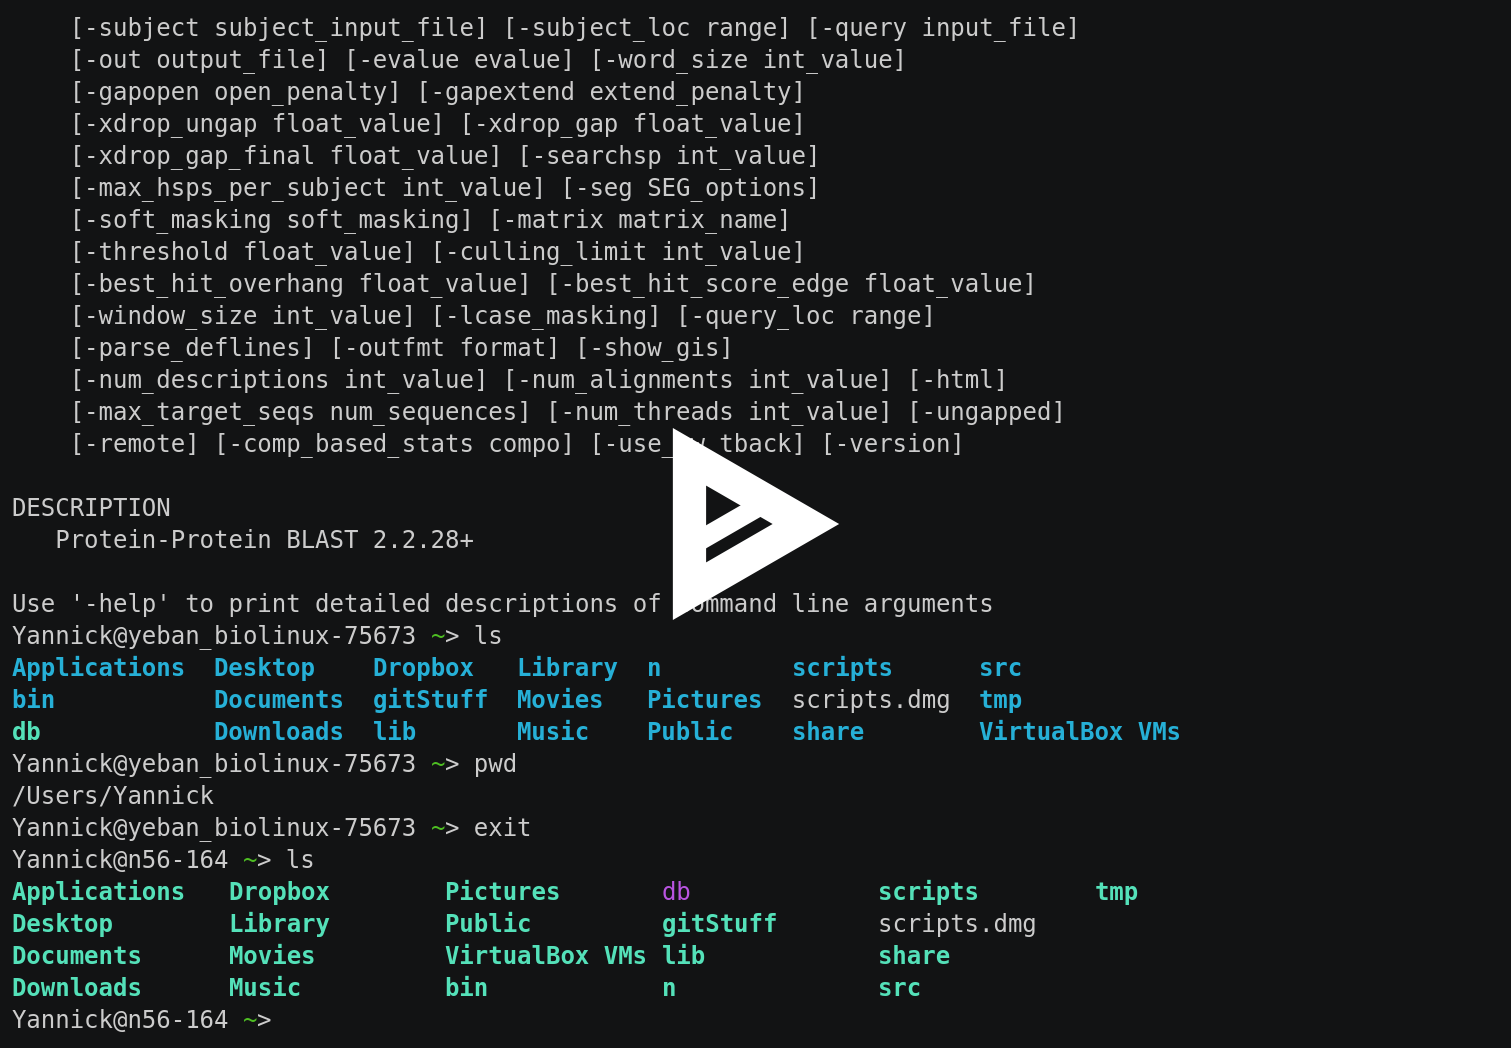 [-subject subject_input_file] [-subject_loc range] [-query input_file]
[-out output_file] [-evalue evalue] [-word_size int_value]
[-gapopen open_penalty] [-gapextend extend_penalty]
[-xdrop_ungap float_value] [-xdrop_gap float_value]
[-xdrop_gap_final float_value] [-searchsp int_value]
[-max_hsps_per_subject int_value] [-seg SEG_options]
[-soft_masking soft_masking] [-matrix matrix_name]
[-threshold float_value] [-culling_limit int_value]
[-best_hit_overhang float_value] [-best_hit_score_edge float_value]
[-window_size int_value] [-lcase_masking] [-query_loc range]
[-parse_deflines] [-outfmt format] [-show_gis]
[-num_descriptions int_value] [-num_alignments int_value] [-html]
[-max_target_seqs num_sequences] [-num_threads int_value] [-ungapped]
[-remote] [-comp_based_stats compo] [-version]
DESCRIPTION
Protein-Protein BLAST 2.2.28+
Use '-help' to print detailed descriptions of command line arguments
Yannick@yeban_biolinux-75673 ~> ls
Applications Desktop Dropbox Library n scripts src
bin Documents gitStuff Movies Pictures scripts.dmg tmp
db Downloads lib Music Public share VirtualBox VMs
Yannick@yeban_biolinux-75673 ~> pwd
/Users/Yannick
Yannick@yeban_biolinux-75673 ~> exit
Yannick@n56-164 ~> ls
Applications Dropbox Pictures db scripts tmp
Desktop Library Public gitStuff scripts.dmg
Documents Movies VirtualBox VMs lib share
Downloads Music bin n src
Yannick@n56-164 ~>